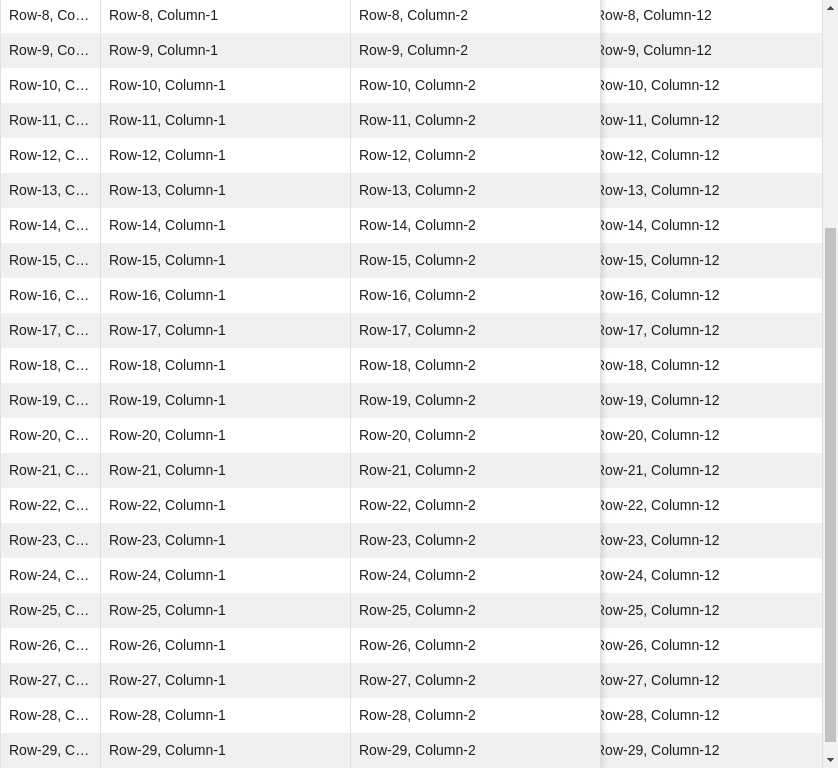 Row-8, Co… Row-8, Column-1 Row-8, Column-2 Row-8, Column-12
Row-9, Co… Row-9, Column-1 Row-9, Column-2 Row-9, Column-12
Row-10, C… Row-10, Column-1 Row-10, Column-2 Row-10, Column-12
Row-11, C… Row-11, Column-1 Row-11, Column-2 Row-11, Column-12
Row-12, C… Row-12, Column-1 Row-12, Column-2 Row-12, Column-12
Row-13, C… Row-13, Column-1 Row-13, Column-2 Row-13, Column-12
Row-14, C… Row-14, Column-1 Row-14, Column-2 Row-14, Column-12
Row-15, C… Row-15, Column-1 Row-15, Column-2 Row-15, Column-12
Row-16, C… Row-16, Column-1 Row-16, Column-2 Row-16, Column-12
Row-17, C… Row-17, Column-1 Row-17, Column-2 Row-17, Column-12
Row-18, C… Row-18, Column-1 Row-18, Column-2 Row-18, Column-12
Row-19, C… Row-19, Column-1 Row-19, Column-2 Row-19, Column-12
Row-20, C… Row-20, Column-1 Row-20, Column-2 Row-20, Column-12
Row-21, C… Row-21, Column-1 Row-21, Column-2 Row-21, Column-12
Row-22, C… Row-22, Column-1 Row-22, Column-2 Row-22, Column-12
Row-23, C… Row-23, Column-1 Row-23, Column-2 Row-23, Column-12
Row-24, C… Row-24, Column-1 Row-24, Column-2 Row-24, Column-12
Row-25, C… Row-25, Column-1 Row-25, Column-2 Row-25, Column-12
Row-26, C… Row-26, Column-1 Row-26, Column-2 Row-26, Column-12
Row-27, C… Row-27, Column-1 Row-27, Column-2 Row-27, Column-12
Row-28, C… Row-28, Column-1 Row-28, Column-2 Row-28, Column-12
Row-29, C… Row-29, Column-1 Row-29, Column-2 Row-29, Column-12